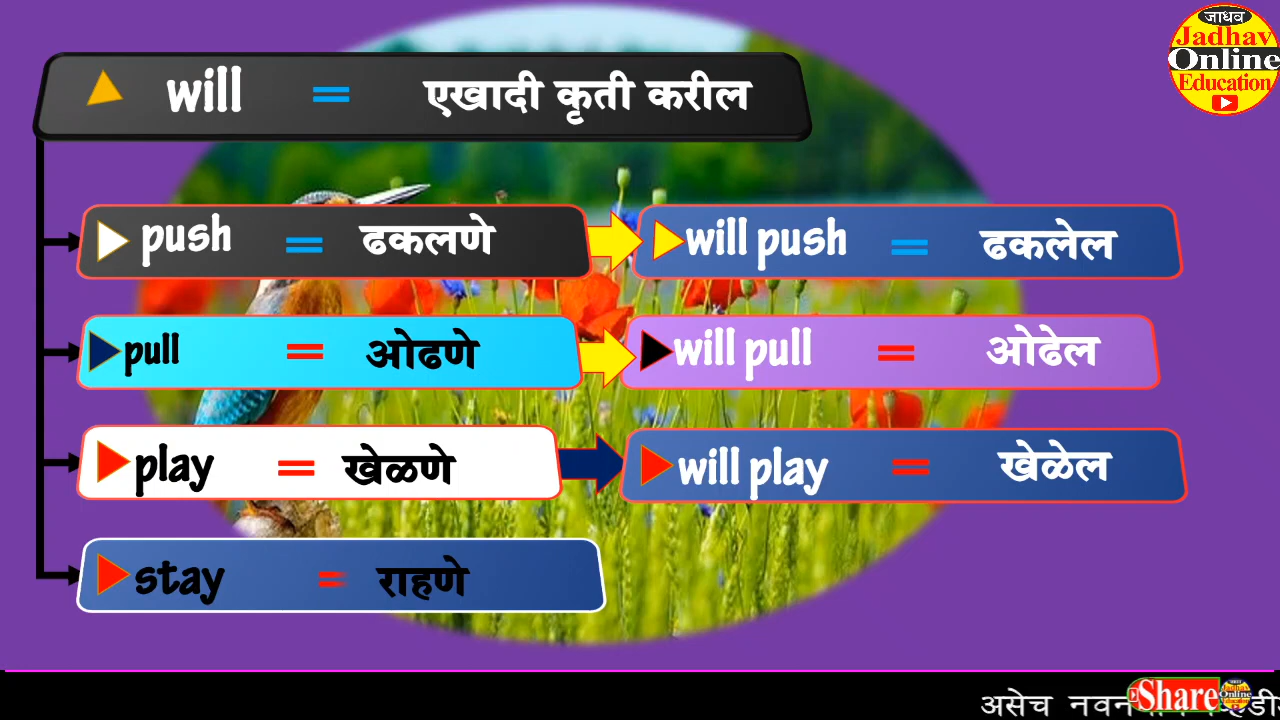 जाधव
Jadhav
Online
Education
will = एखादी कृती करील
push = ढकलणे
will push = ढकलेल
pull = ओढणे
will pull = ओढेल
play = खेळणे
will play = खेळेल
stay = राहणे
असेच
Share